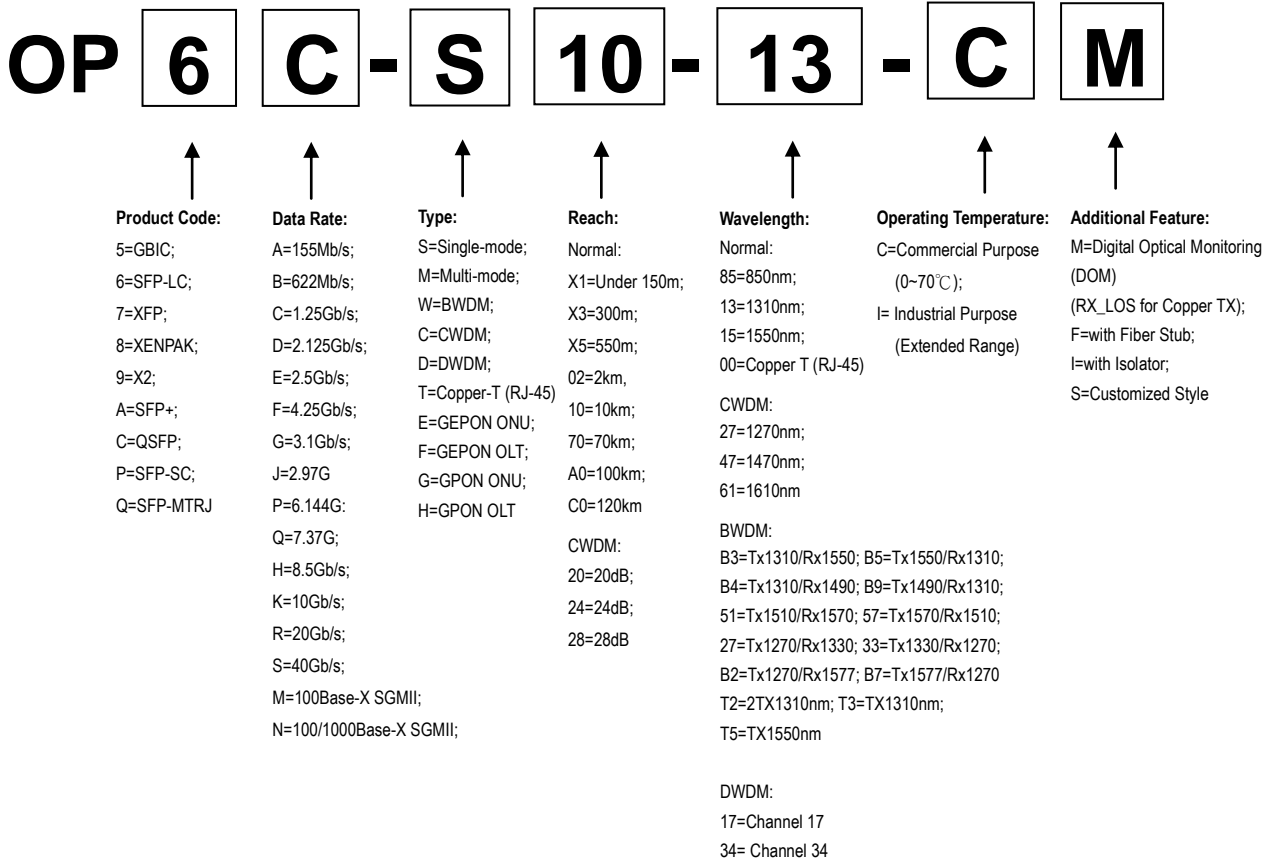 OP 6 C - S 10 - 13 - C M
Product Code:
5=GBIC;
6=SFP-LC;
7=XFP;
8=XENPAK;
9=X2;
A=SFP+;
C=QSFP;
P=SFP-SC;
Q=SFP-MTRJ
Data Rate:
A=155Mb/s;
B=622Mb/s;
C=1.25Gb/s;
D=2.125Gb/s;
E=2.5Gb/s;
F=4.25Gb/s;
G=3.1Gb/s;
J=2.97G
P=6.144G:
Q=7.37G;
H=8.5Gb/s;
K=10Gb/s;
R=20Gb/s;
S=40Gb/s;
M=100Base-X SGMII;
N=100/1000Base-X SGMII;
Type:
S=Single-mode;
M=Multi-mode;
W=BWDM;
C=CWDM;
D=DWDM;
T=Copper-T (RJ-45)
E=GEPON ONU;
F=GEPON OLT;
G=GPON ONU;
H=GPON OLT
Reach:
Normal:
X1=Under 150m;
X3=300m;
X5=550m;
02=2km,
10=10km;
70=70km;
A0=100km;
C0=120km
CWDM:
20=20dB;
24=24dB;
28=28dB
Wavelength:
Normal:
85=850nm;
13=1310nm;
15=1550nm;
00=Copper T (RJ-45)
CWDM:
27=1270nm;
47=1470nm;
61=1610nm
BWDM:
B3=Tx1310/Rx1550; B5=Tx1550/Rx1310;
B4=Tx1310/Rx1490; B9=Tx1490/Rx1310;
51=Tx1510/Rx1570; 57=Tx1570/Rx1510;
27=Tx1270/Rx1330; 33=Tx1330/Rx1270;
B2=Tx1270/Rx1577; B7=Tx1577/Rx1270
T2=2TX1310nm; T3=TX1310nm;
T5=TX1550nm
DWDM:
17=Channel 17
34= Channel 34
Operating Temperature:
C=Commercial Purpose
(0~70℃);
I= Industrial Purpose
(Extended Range)
Additional Feature:
M=Digital Optical Monitoring
(DOM)
(RX_LOS for Copper TX);
F=with Fiber Stub;
I=with Isolator;
S=Customized Style